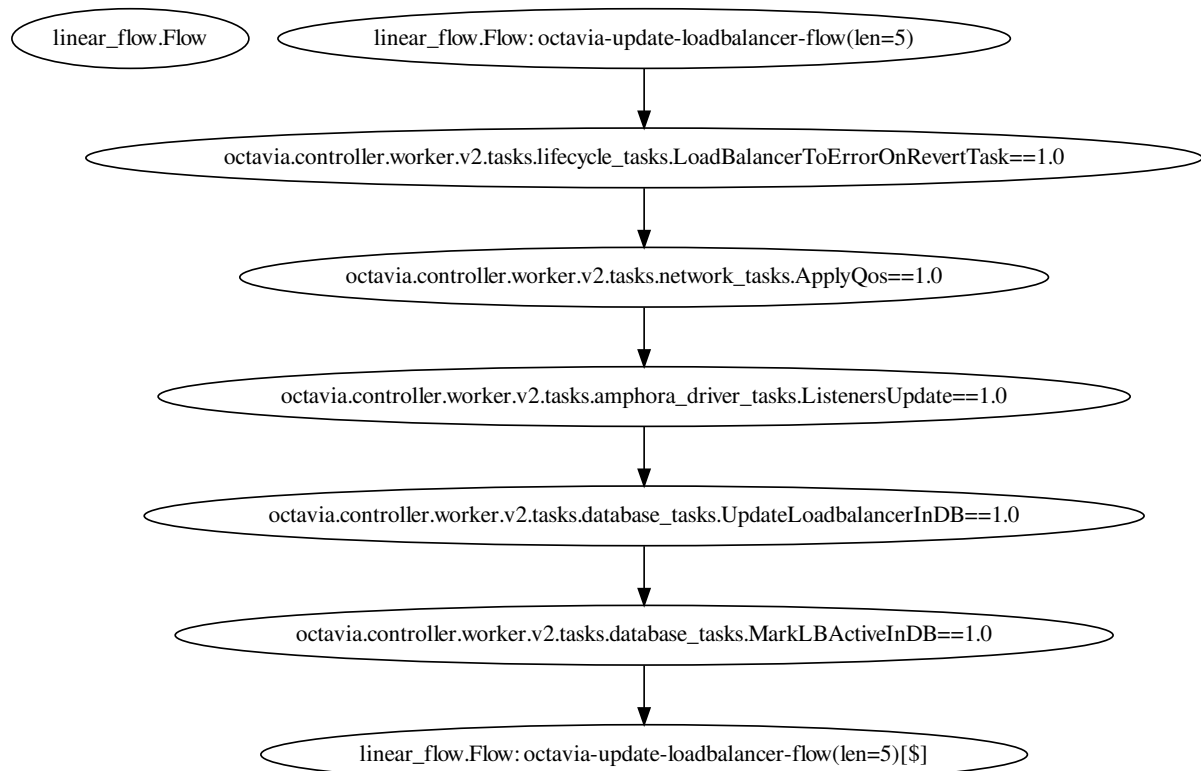 linear_flow.Flow
linear_flow.Flow: octavia-update-loadbalancer-flow(len=5)
octavia.controller.worker.v2.tasks.lifecycle_tasks.LoadBalancerToErrorOnRevertTask==1.0
octavia.controller.worker.v2.tasks.network_tasks.ApplyQos==1.0
octavia.controller.worker.v2.tasks.amphora_driver_tasks.ListenersUpdate==1.0
octavia.controller.worker.v2.tasks.database_tasks.UpdateLoadbalancerInDB==1.0
octavia.controller.worker.v2.tasks.database_tasks.MarkLBActiveInDB==1.0
linear_flow.Flow: octavia-update-loadbalancer-flow(len=5)[$]